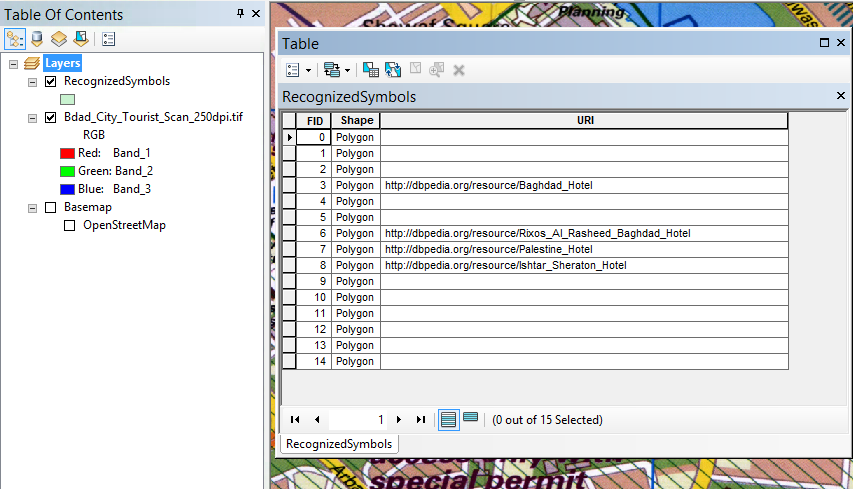 Table Of Contents
Layers
RecognizedSymbols
Bdad_City_Tourist_Scan_250dpi.tif
RGB
Red: Band_1
Green: Band_2
Blue: Band_3
Basemap
OpenStreetMap
Planning
Table
RecognizedSymbols
FID Shape URI
0 Polygon
1 Polygon
2 Polygon
3 Polygon http://dbpedia.org/resource/Baghdad_Hotel
4 Polygon
5 Polygon
6 Polygon http://dbpedia.org/resource/Rixos_Al_Rasheed_Baghdad_Hotel
7 Polygon http://dbpedia.org/resource/Palestine_Hotel
8 Polygon http://dbpedia.org/resource/Ishtar_Sheraton_Hotel
9 Polygon
10 Polygon
11 Polygon
12 Polygon
13 Polygon
14 Polygon
1 (0 out of 15 Selected)
RecognizedSymbols
special permit